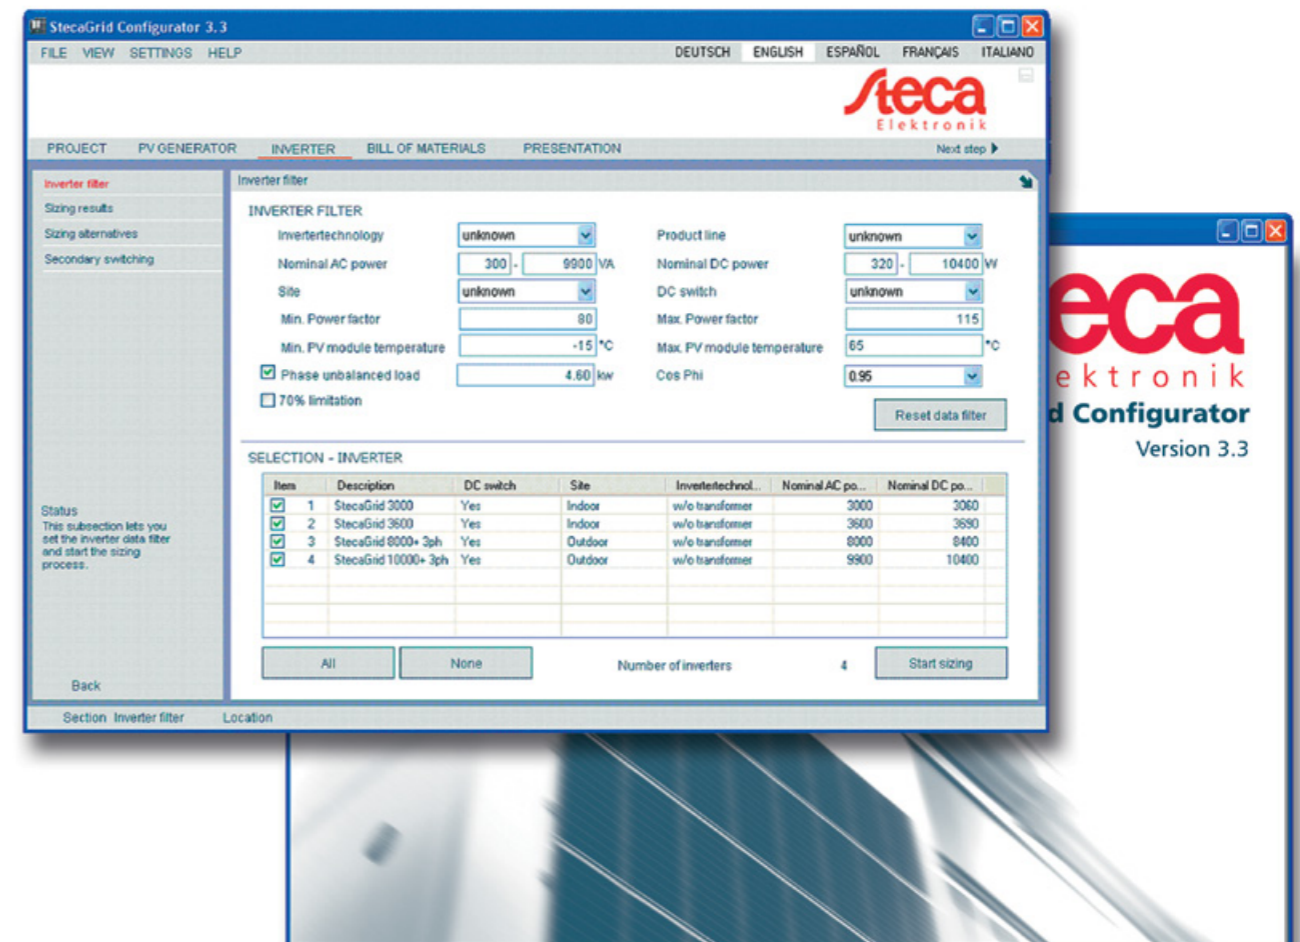 StecaGrid Configurator 3.3
FILE VIEW SETTINGS HELP
DEUTSCH ENGLISH ESPAÑOL FRANÇAIS ITALIANO
Steca
Elektronik
PROJECT PV GENERATOR INVERTER BILL OF MATERIALS PRESENTATION Next step
Inverter filter
Sizing results
Sizing alternatives
Secondary switching
Status
This subsection lets you
set the inverter data filter
and start the sizing
process.
Back
Inverter filter
INVERTER FILTER
Invertertechnology unknown Product line unknown
Nominal AC power 300 - 9900 VA Nominal DC power 320 - 10400 W
Site unknown DC switch unknown
Min. Power factor 80 Max. Power factor 115
Min. PV module temperature -15 °C Max. PV module temperature 65 °C
Phase unbalanced load 4.60 kw Cos Phi 0.95
70% limitation
Reset data filter
SELECTION - INVERTER
Item Description DC switch Site Invertertechnol... Nominal AC po... Nominal DC po...
1 StecaGrid 3000 Yes Indoor w/o transformer 3000 3060
2 StecaGrid 3600 Yes Indoor w/o transformer 3600 3690
3 StecaGrid 8000+ 3ph Yes Outdoor w/o transformer 8000 8400
4 StecaGrid 10000+ 3ph Yes Outdoor w/o transformer 9900 10400
All None Number of inverters 4 Start sizing
Section Inverter filter Location
eca
ektronik
d Configurator
Version 3.3